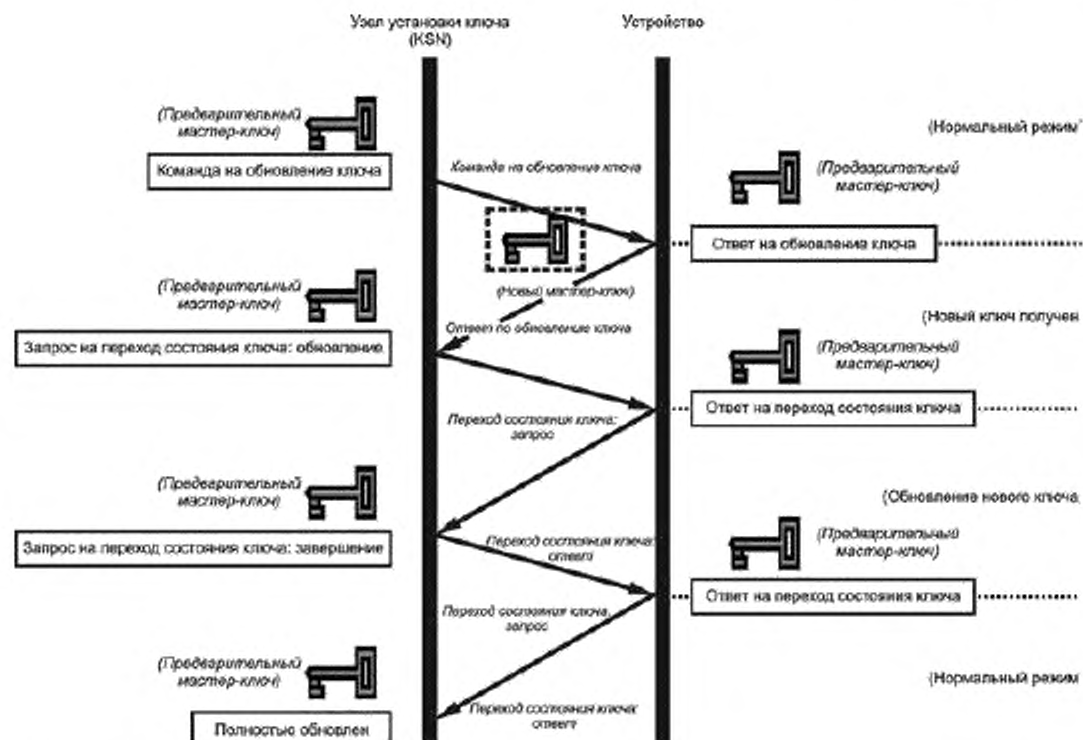 Узел установки ключа
(KSN)
Устройство
(Предварительный
мастер-ключ)
Команда на обновление ключа
Команда на обновление ключа
(Нормальный режим
(Предварительный
мастер-ключ)
Ответ на обновление ключа
(Новый мастер-ключ)
Ответ по обновление ключа
(Предварительный
мастер-ключ)
Запрос на переход состояния ключа: обновление
(Новый ключ получен
(Предварительный
мастер-ключ)
Ответ на переход состояния ключа
Переход состояния ключа:
запрос
(Предварительный
мастер-ключ)
Запрос на переход состояния ключа: завершение
Переход состояния ключа:
ответ
(Обновление нового ключа
(Предварительный
мастер-ключ)
Ответ на переход состояния ключа
Переход состояния ключа,
запрос
(Предварительный
мастер-ключ)
Полностью обновлен
Переход состояния ключа:
ответ
(Нормальный режим